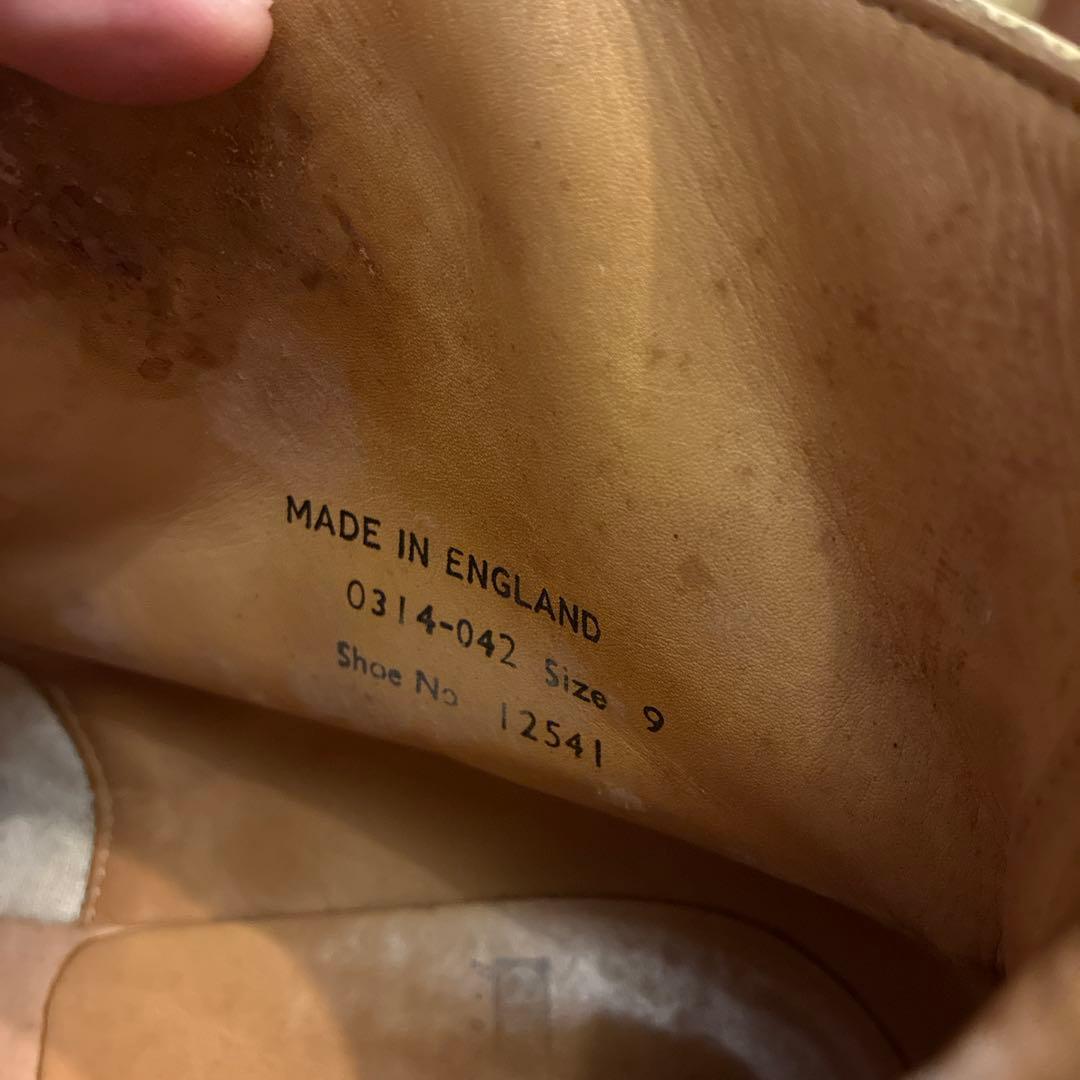 MADE IN ENGLAND
0314-042 Size 9
Shoe No 12541